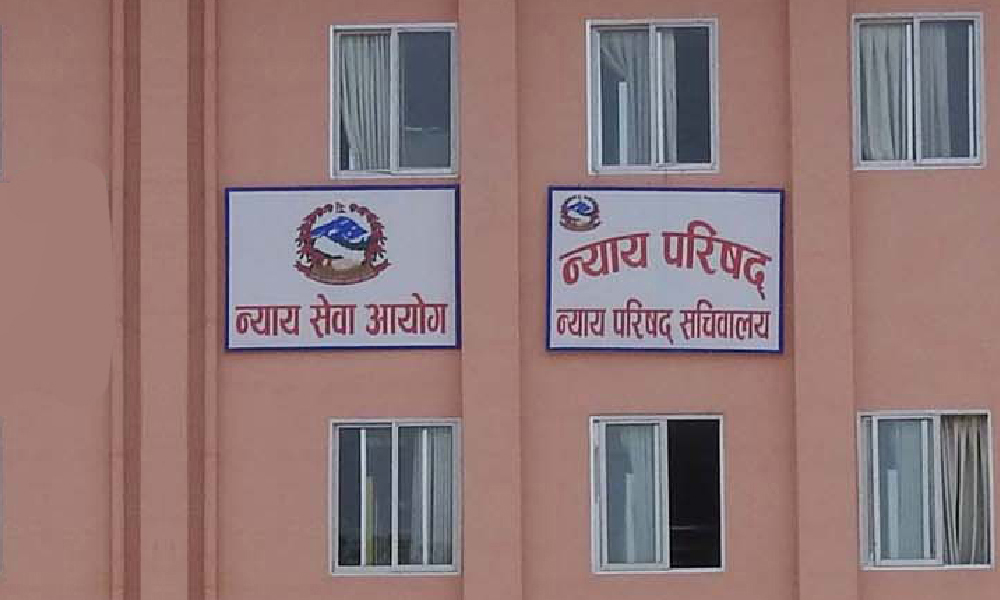 न्याय सेवा आयोग
न्याय परिषद्
न्याय परिषद् सचिवालय